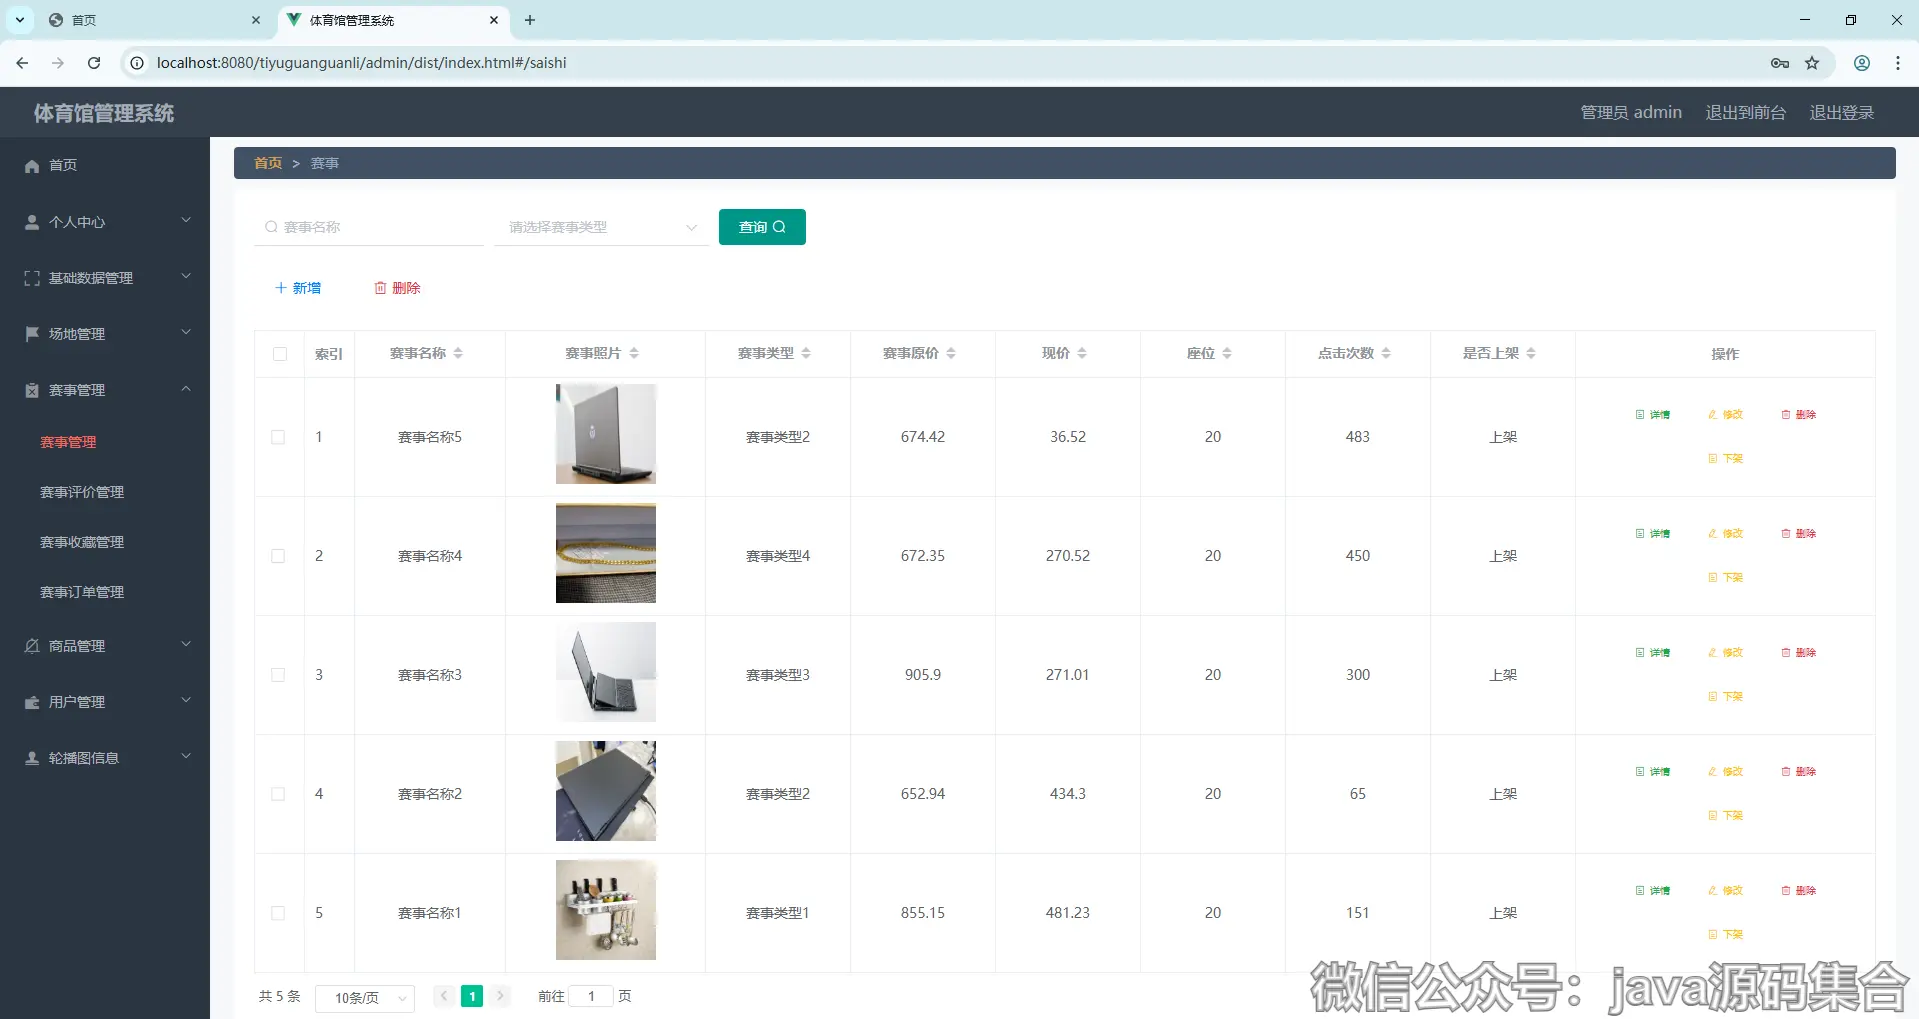 首页
体育馆管理系统
localhost:8080/tiyuguanguanli/admin/dist/index.html#/saishi
体育馆管理系统
管理员 admin 退出到前台 退出登录
首页
个人中心
基础数据管理
场地管理
赛事管理
赛事管理
赛事评价管理
赛事收藏管理
赛事订单管理
商品管理
用户管理
轮播图信息
首页 > 赛事
赛事名称 请选择赛事类型 查询
新增 删除
索引 赛事名称 赛事照片 赛事类型 赛事原价 现价 座位 点击次数 是否上架 操作
1 赛事名称5 赛事类型2 674.42 36.52 20 483 上架 详情 修改 删除
下架
2 赛事名称4 赛事类型4 672.35 270.52 20 450 上架 详情 修改 删除
下架
3 赛事名称3 赛事类型3 905.9 271.01 20 300 上架 详情 修改 删除
下架
4 赛事名称2 赛事类型2 652.94 434.3 20 65 上架 详情 修改 删除
下架
5 赛事名称1 赛事类型1 855.15 481.23 20 151 上架 详情 修改 删除
下架
共 5 条 10条/页 1 前往 1 页
微信公众号：java源码集合